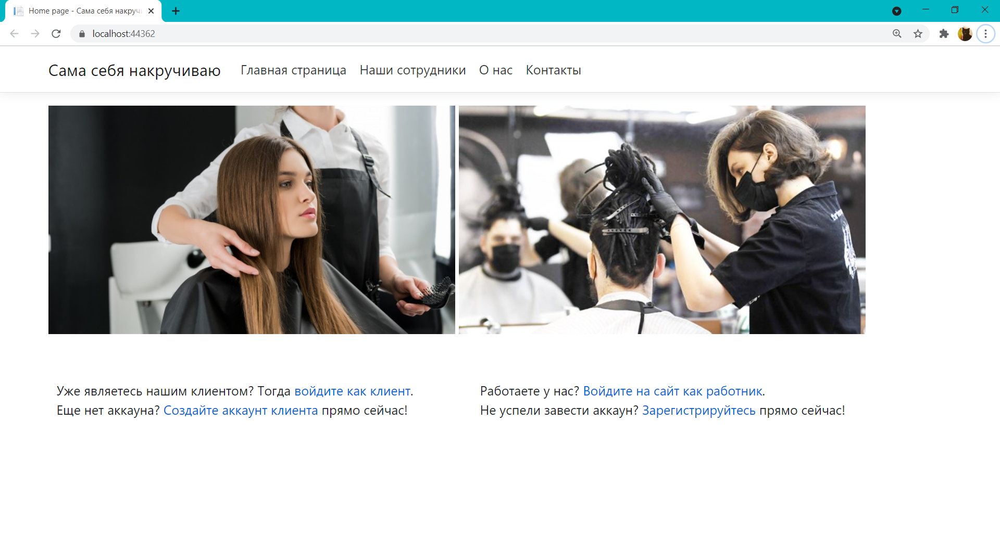 Home page - Сама себя накручи
localhost:44362
Сама себя накручиваю Главная страница Наши сотрудники О нас Контакты
Уже являетесь нашим клиентом? Тогда войдите как клиент.
Еще нет аккауна? Создайте аккаунт клиента прямо сейчас!
Работаете у нас? Войдите на сайт как работник.
Не успели завести аккаун? Зарегистрируйтесь прямо сейчас!